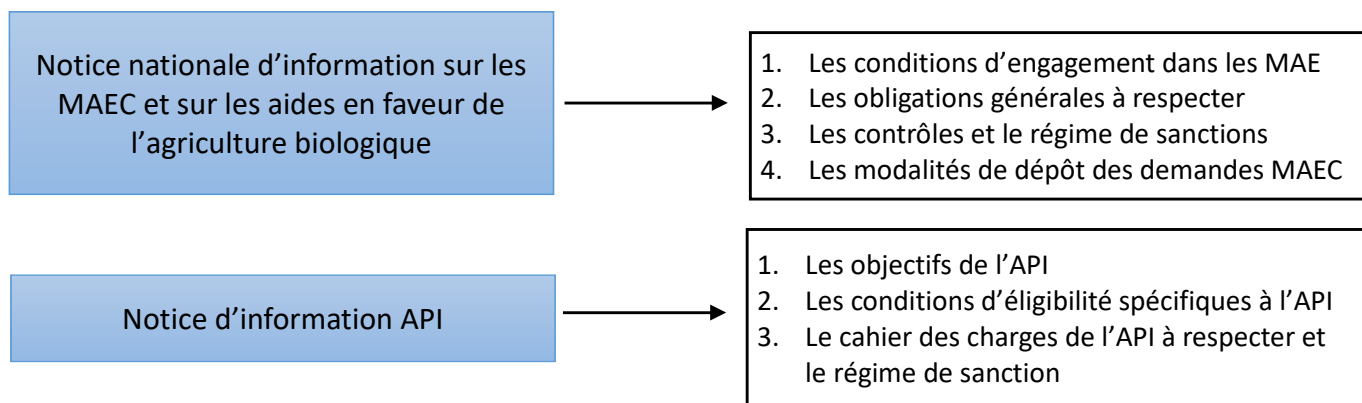 Notice nationale d’information sur les
MAEC et sur les aides en faveur de
l’agriculture biologique
1. Les conditions d’engagement dans les MAE
2. Les obligations générales à respecter
3. Les contrôles et le régime de sanctions
4. Les modalités de dépôt des demandes MAEC
Notice d’information API
1. Les objectifs de l’API
2. Les conditions d’éligibilité spécifiques à l’API
3. Le cahier des charges de l’API à respecter et
le régime de sanction